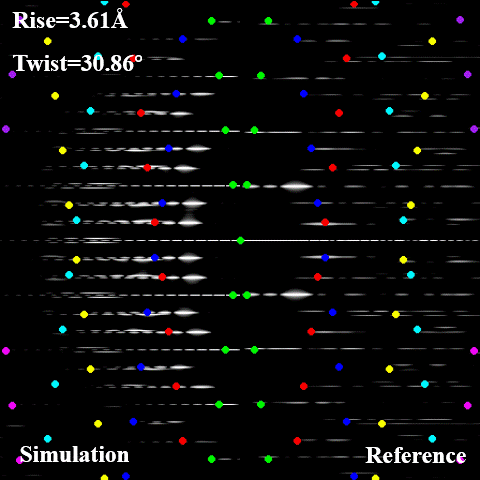 Rise=3.61Å
Twist=30.86°
Simulation
Reference